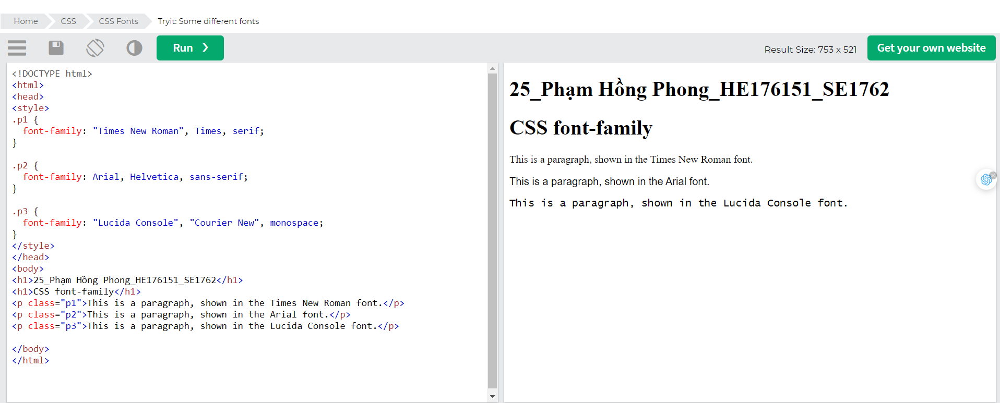 Home CSS CSS Fonts Tryit: Some different fonts
Run ❯ Result Size: 753 x 521 Get your own website
<!DOCTYPE html>
<html>
<head>
<style>
.p1 {
  font-family: "Times New Roman", Times, serif;
}

.p2 {
  font-family: Arial, Helvetica, sans-serif;
}

.p3 {
  font-family: "Lucida Console", "Courier New", monospace;
}
</style>
</head>
<body>
<h1>25_Phạm Hồng Phong_HE176151_SE1762</h1>
<h1>CSS font-family</h1>
<p class="p1">This is a paragraph, shown in the Times New Roman font.</p>
<p class="p2">This is a paragraph, shown in the Arial font.</p>
<p class="p3">This is a paragraph, shown in the Lucida Console font.</p>

</body>
</html>
25_Phạm Hồng Phong_HE176151_SE1762
CSS font-family
This is a paragraph, shown in the Times New Roman font.
This is a paragraph, shown in the Arial font.
This is a paragraph, shown in the Lucida Console font.